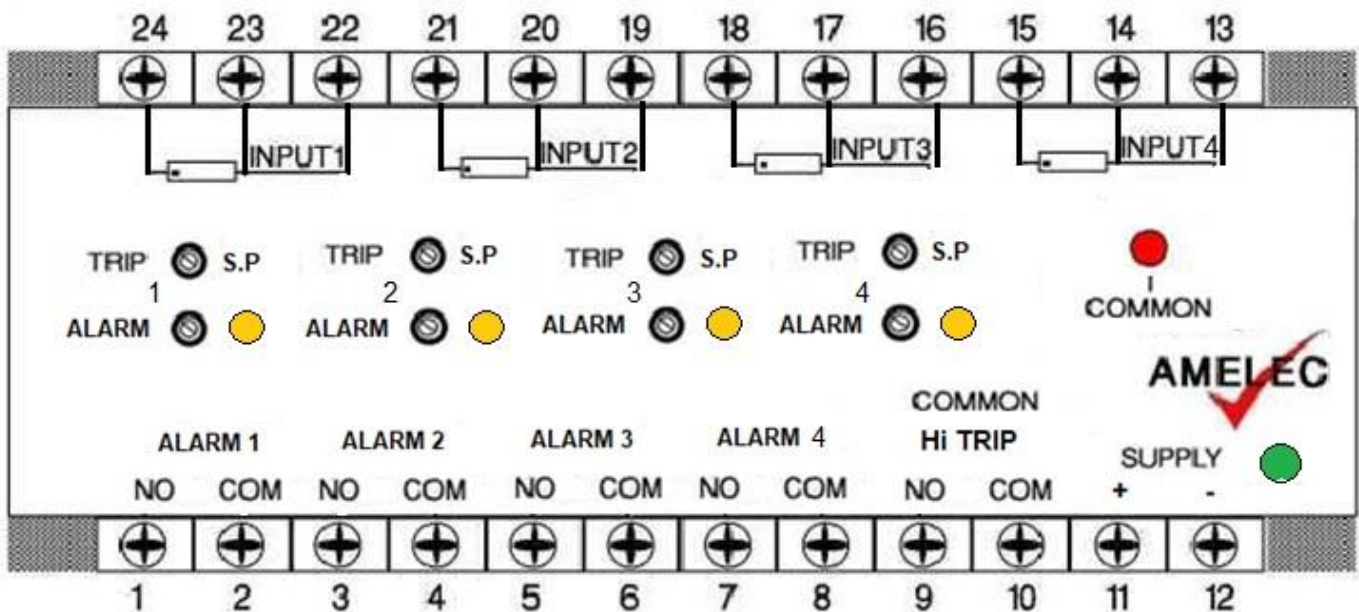 24 23 22 21 20 19 18 17 16 15 14 13
INPUT1 INPUT2 INPUT3 INPUT4
TRIP S.P TRIP S.P TRIP S.P TRIP S.P
1 2 3 4
ALARM ALARM ALARM ALARM
COMMON
AMELEC
COMMON
ALARM 1 ALARM 2 ALARM 3 ALARM 4 Hi TRIP
SUPPLY
NO COM NO COM NO COM NO COM NO COM + -
1 2 3 4 5 6 7 8 9 10 11 12